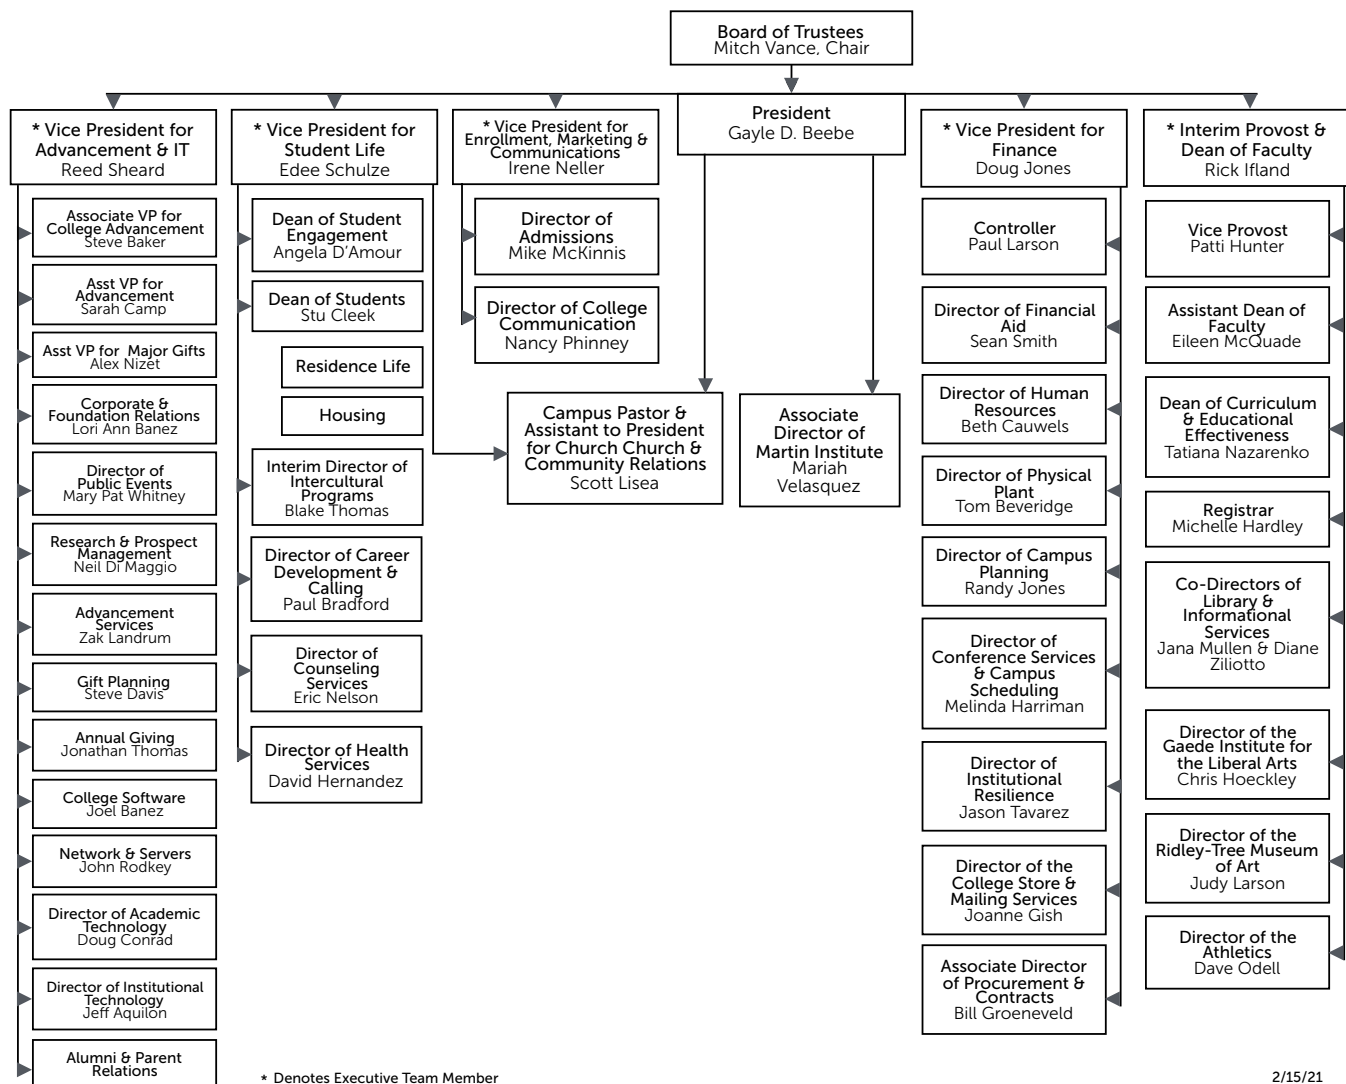 Board of Trustees
Mitch Vance, Chair
President
Gayle D. Beebe
* Vice President for
Advancement & IT
Reed Sheard
Associate VP for
College Advancement
Steve Baker
Asst VP for
Advancement
Sarah Camp
Asst VP for Major Gifts
Alex Nizet
Corporate &
Foundation Relations
Lori Ann Banez
Director of
Public Events
Mary Pat Whitney
Research & Prospect
Management
Neil Di Maggio
Advancement
Services
Zak Landrum
Gift Planning
Steve Davis
Annual Giving
Jonathan Thomas
College Software
Joel Banez
Network & Servers
John Rodkey
Director of Academic
Technology
Doug Conrad
Director of Institutional
Technology
Jeff Aquilon
Alumni & Parent
Relations
* Vice President for
Student Life
Edee Schulze
Dean of Student
Engagement
Angela D'Amour
Dean of Students
Stu Cleek
Residence Life
Housing
Interim Director of
Intercultural
Programs
Blake Thomas
Director of Career
Development &
Calling
Paul Bradford
Director of
Counseling
Services
Eric Nelson
Director of Health
Services
David Hernandez
* Vice President for
Enrollment, Marketing &
Communications
Irene Neller
Director of
Admissions
Mike McKinnis
Director of College
Communication
Nancy Phinney
Campus Pastor &
Assistant to President
for Church Church &
Community Relations
Scott Lisea
Associate
Director of
Martin Institute
Mariah
Velasquez
* Vice President for
Finance
Doug Jones
Controller
Paul Larson
Director of Financial
Aid
Sean Smith
Director of Human
Resources
Beth Cauwels
Director of Physical
Plant
Tom Beveridge
Director of Campus
Planning
Randy Jones
Director of
Conference Services
& Campus
Scheduling
Melinda Harriman
Director of
Institutional
Resilience
Jason Tavarez
Director of the
College Store &
Mailing Services
Joanne Gish
Associate Director
of Procurement &
Contracts
Bill Groeneveld
* Interim Provost &
Dean of Faculty
Rick Ifland
Vice Provost
Patti Hunter
Assistant Dean of
Faculty
Eileen McQuade
Dean of Curriculum
& Educational
Effectiveness
Tatiana Nazarenko
Registrar
Michelle Hardley
Co-Directors of
Library &
Informational
Services
Jana Mullen & Diane
Ziliotto
Director of the
Gaede Institute for
the Liberal Arts
Chris Hoeckley
Director of the
Ridley-Tree Museum
of Art
Judy Larson
Director of the
Athletics
Dave Odell
* Denotes Executive Team Member
2/15/21